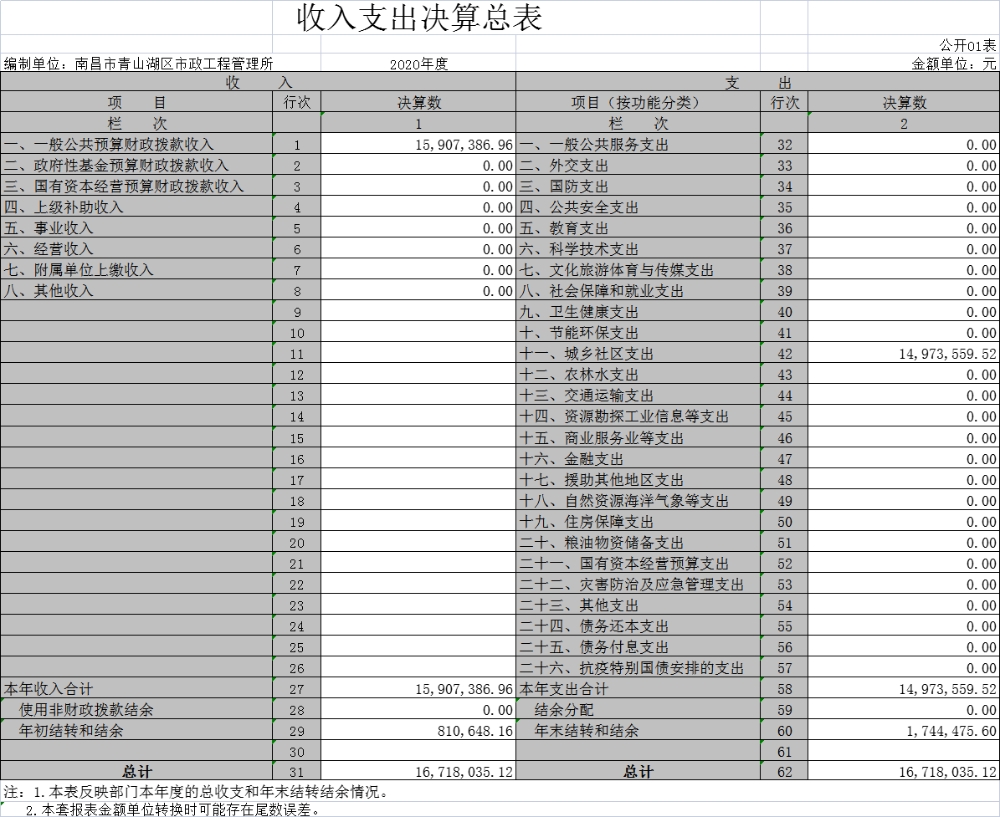 收入支出决算总表
公开01表
编制单位：南昌市青山湖区市政工程管理所 2020年度 金额单位：元
收 入 支 出
项 目 行次 决算数 项目（按功能分类） 行次 决算数
栏 次 1 栏 次 2
一、一般公共预算财政拨款收入 1 15,907,386.96 一、一般公共服务支出 32 0.00
二、政府性基金预算财政拨款收入 2 0.00 二、外交支出 33 0.00
三、国有资本经营预算财政拨款收入 3 0.00 三、国防支出 34 0.00
四、上级补助收入 4 0.00 四、公共安全支出 35 0.00
五、事业收入 5 0.00 五、教育支出 36 0.00
六、经营收入 6 0.00 六、科学技术支出 37 0.00
七、附属单位上缴收入 7 0.00 七、文化旅游体育与传媒支出 38 0.00
八、其他收入 8 0.00 八、社会保障和就业支出 39 0.00
9 九、卫生健康支出 40 0.00
10 十、节能环保支出 41 0.00
11 十一、城乡社区支出 42 14,973,559.52
12 十二、农林水支出 43 0.00
13 十三、交通运输支出 44 0.00
14 十四、资源勘探工业信息等支出 45 0.00
15 十五、商业服务业等支出 46 0.00
16 十六、金融支出 47 0.00
17 十七、援助其他地区支出 48 0.00
18 十八、自然资源海洋气象等支出 49 0.00
19 十九、住房保障支出 50 0.00
20 二十、粮油物资储备支出 51 0.00
21 二十一、国有资本经营预算支出 52 0.00
22 二十二、灾害防治及应急管理支出 53 0.00
23 二十三、其他支出 54 0.00
24 二十四、债务还本支出 55 0.00
25 二十五、债务付息支出 56 0.00
26 二十六、抗疫特别国债安排的支出 57 0.00
本年收入合计 27 15,907,386.96 本年支出合计 58 14,973,559.52
使用非财政拨款结余 28 0.00 结余分配 59 0.00
年初结转和结余 29 810,648.16 年末结转和结余 60 1,744,475.60
30 61
总计 31 16,718,035.12 总计 62 16,718,035.12
注：1.本表反映部门本年度的总收支和年末结转结余情况。
2.本套报表金额单位转换时可能存在尾数误差。